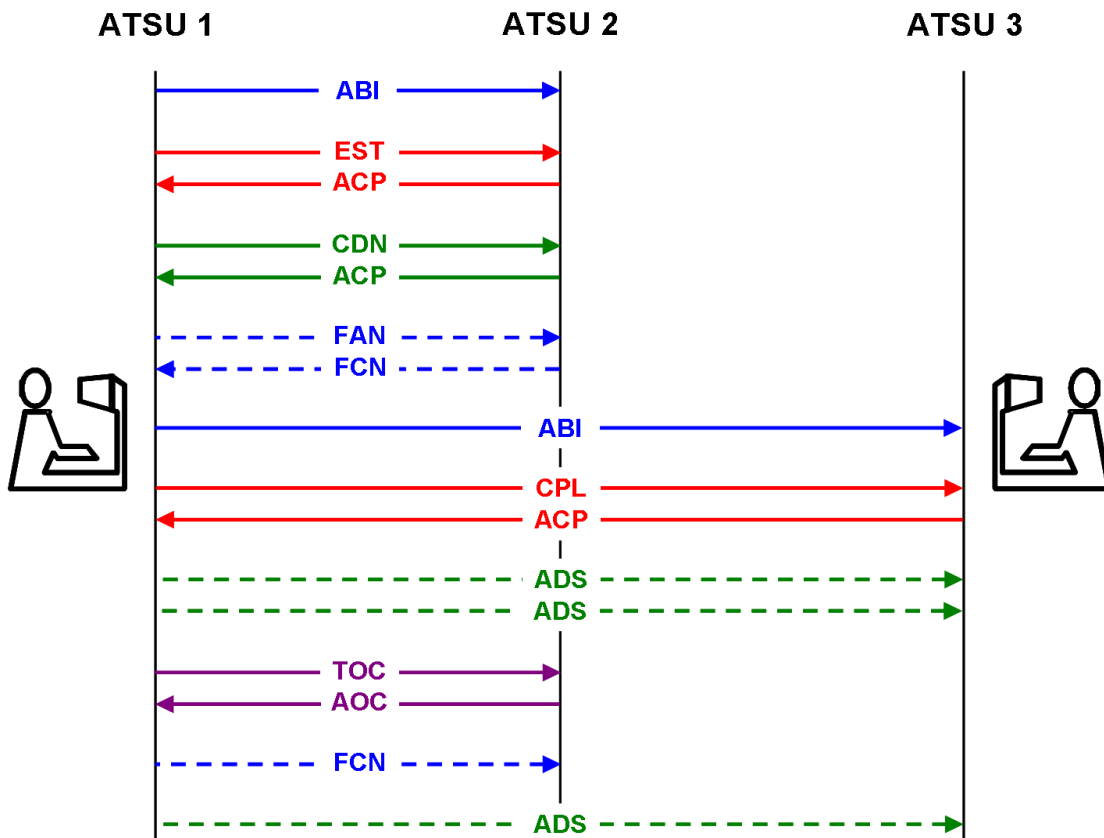 ATSU 1 ATSU 2 ATSU 3
ABI
EST
ACP
CDN
ACP
FAN
FCN
ABI
CPL
ACP
ADS
ADS
TOC
AOC
FCN
ADS